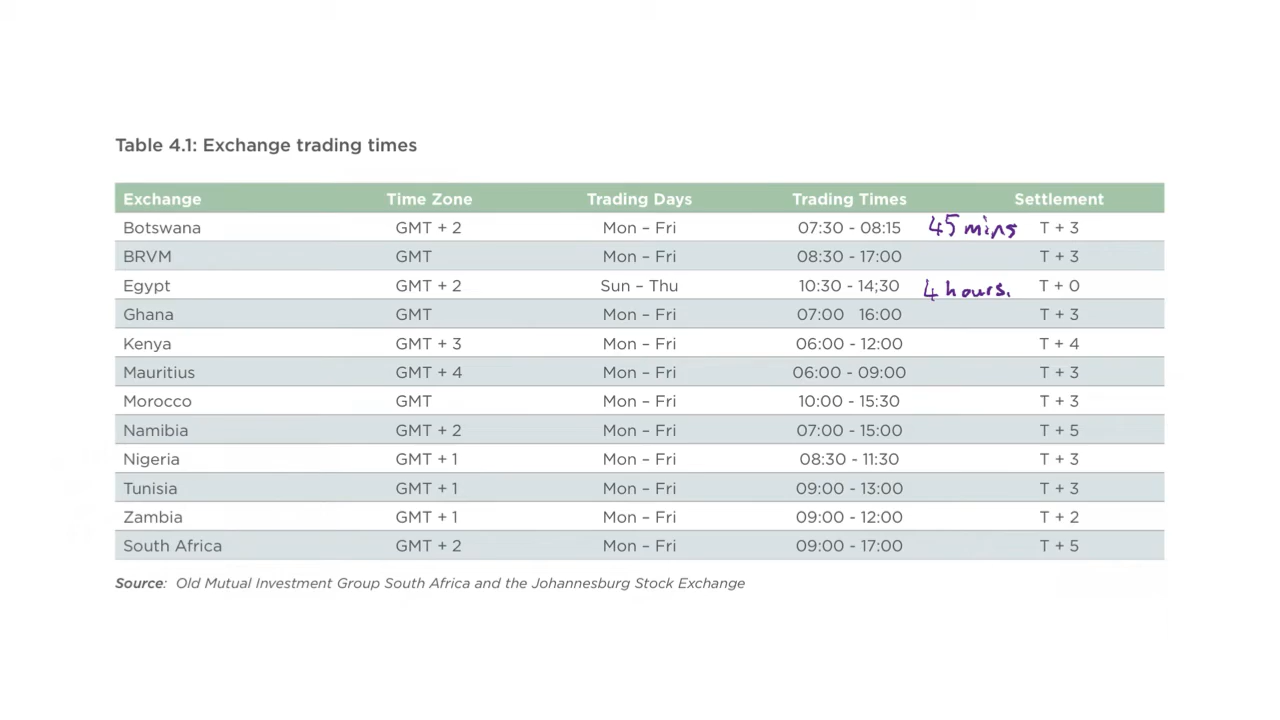 Table 4.1: Exchange trading times
Exchange Time Zone Trading Days Trading Times Settlement
Botswana GMT + 2 Mon – Fri 07:30 - 08:15 45 mins T + 3
BRVM GMT Mon – Fri 08:30 - 17:00 T + 3
Egypt GMT + 2 Sun – Thu 10:30 - 14;30 4 hours. T + 0
Ghana GMT Mon – Fri 07:00 16:00 T + 3
Kenya GMT + 3 Mon – Fri 06:00 - 12:00 T + 4
Mauritius GMT + 4 Mon – Fri 06:00 - 09:00 T + 3
Morocco GMT Mon – Fri 10:00 - 15:30 T + 3
Namibia GMT + 2 Mon – Fri 07:00 - 15:00 T + 5
Nigeria GMT + 1 Mon – Fri 08:30 - 11:30 T + 3
Tunisia GMT + 1 Mon – Fri 09:00 - 13:00 T + 3
Zambia GMT + 1 Mon – Fri 09:00 - 12:00 T + 2
South Africa GMT + 2 Mon – Fri 09:00 - 17:00 T + 5
Source: Old Mutual Investment Group South Africa and the Johannesburg Stock Exchange